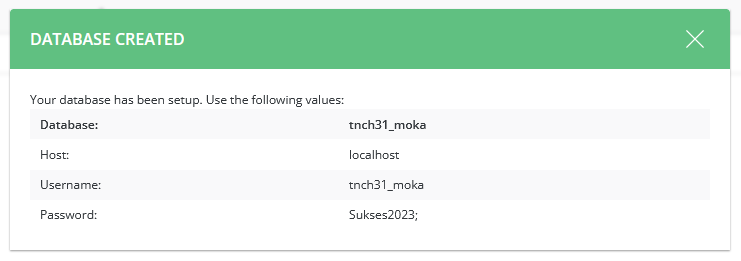 DATABASE CREATED
Your database has been setup. Use the following values:
Database: tnch31_moka
Host: localhost
Username: tnch31_moka
Password: Sukses2023;